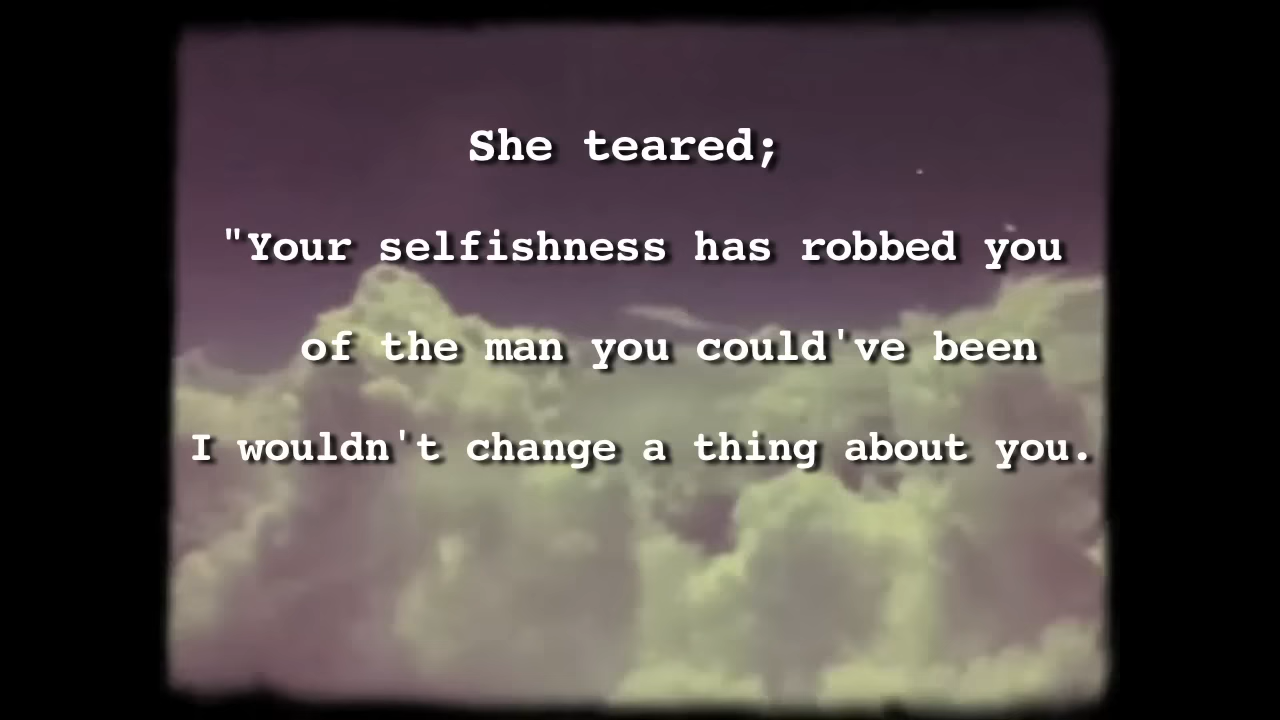 She teared;
"Your selfishness has robbed you
of the man you could've been
I wouldn't change a thing about you.